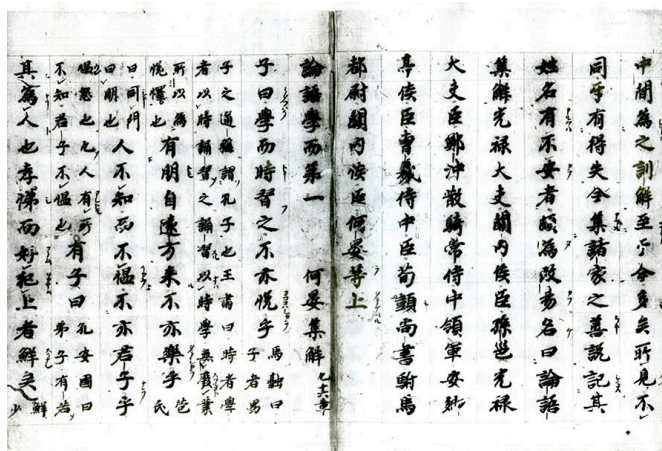 中間為之訓解至于今多矣所見不
同乎有得失今集諸家之善說記其
姓名有不安者頗為改易名曰論語
集解光祿大夫關內侯臣孫邕光祿
大夫臣鄭沖散騎常侍中領軍安鄉
亭侯臣曹羲侍中臣荀顗尚書駙馬
都尉關內侯臣何晏等上
論語學而第一 何晏集解
子曰學而時習之不亦悅乎 馬融曰子者男
子之通稱謂孔子也王肅曰時者學
者以時誦習之誦習以時學無廢業
所以為悅懌也 有朋自遠方來不亦樂乎 苞氏
曰同門曰朋也 人不知而不慍不亦君子乎
慍怒也凡人有所不知君子不慍也 有子曰 孔安國曰弟子有若
其為人也孝悌而好犯上者鮮矣 鮮少